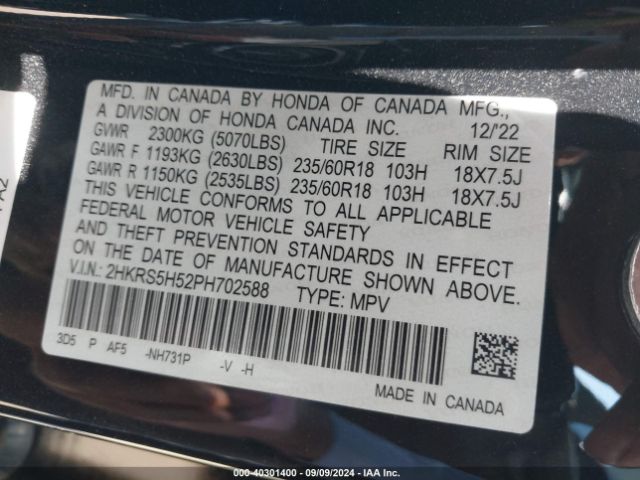 MFD. IN CANADA BY HONDA OF CANADA MFG.,
A DIVISION OF HONDA CANADA INC. 12/'22
GVWR 2300KG (5070LBS) TIRE SIZE RIM SIZE
GAWR F 1193KG (2630LBS) 235/60R18 103H 18X7.5J
GAWR R 1150KG (2535LBS) 235/60R18 103H 18X7.5J
THIS VEHICLE CONFORMS TO ALL APPLICABLE
FEDERAL MOTOR VEHICLE SAFETY
AND THEFT PREVENTION STANDARDS IN EFFECT
ON THE DATE OF MANUFACTURE SHOWN ABOVE.
V.I.N.: 2HKRS5H52PH702588 TYPE: MPV
3D5 P AF5 -NH731P -V -H
MADE IN CANADA
000-40301400 - 09/09/2024 - IAA Inc.